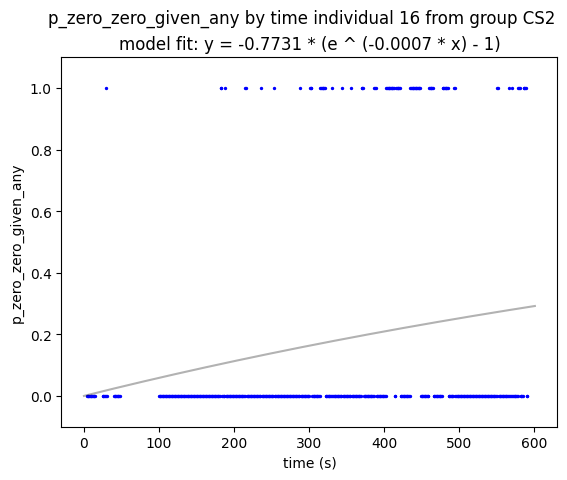 p_zero_zero_given_any by time individual 16 from group CS2
model fit: y = -0.7731 * (e ^ (-0.0007 * x) - 1)
1.0
0.8
0.6
0.4
0.2
0.0
p_zero_zero_given_any
0 100 200 300 400 500 600
time (s)